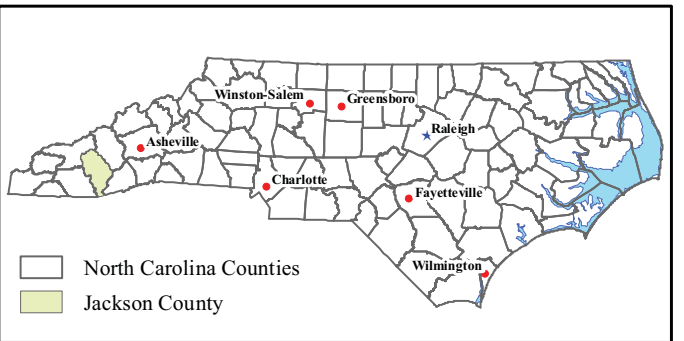 Winston-Salem
Greensboro
Raleigh
Asheville
Charlotte
Fayetteville
Wilmington
North Carolina Counties
Jackson County